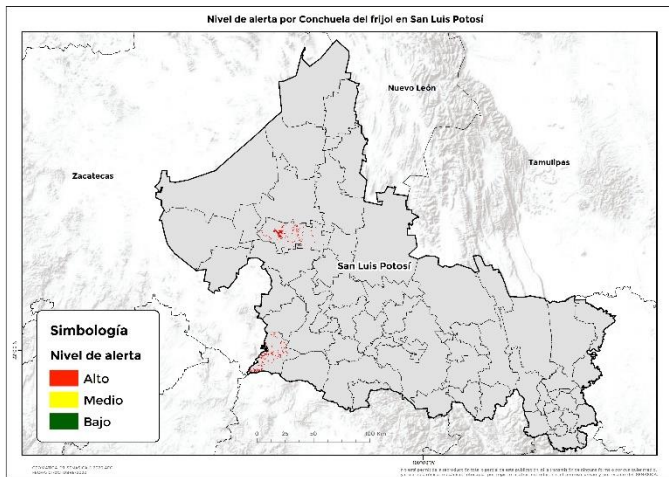 Nivel de alerta por Conchuela del frijol en San Luis Potosí
Nuevo León
Tamulipas
Zacatecas
San Luis Potosí
Simbología
Nivel de alerta
Alto
Medio
Bajo
0 25 50 100 Km